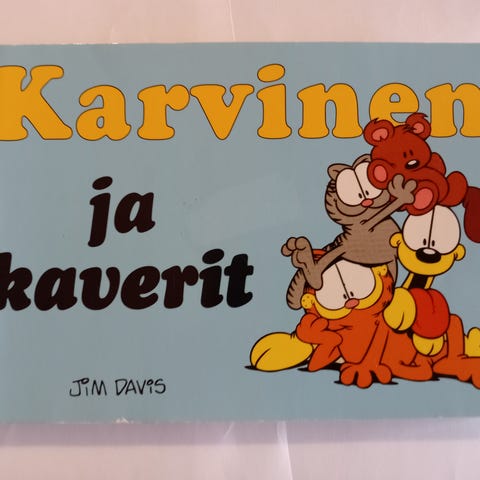 Karvinen
ja
kaverit
JIM DAVIS